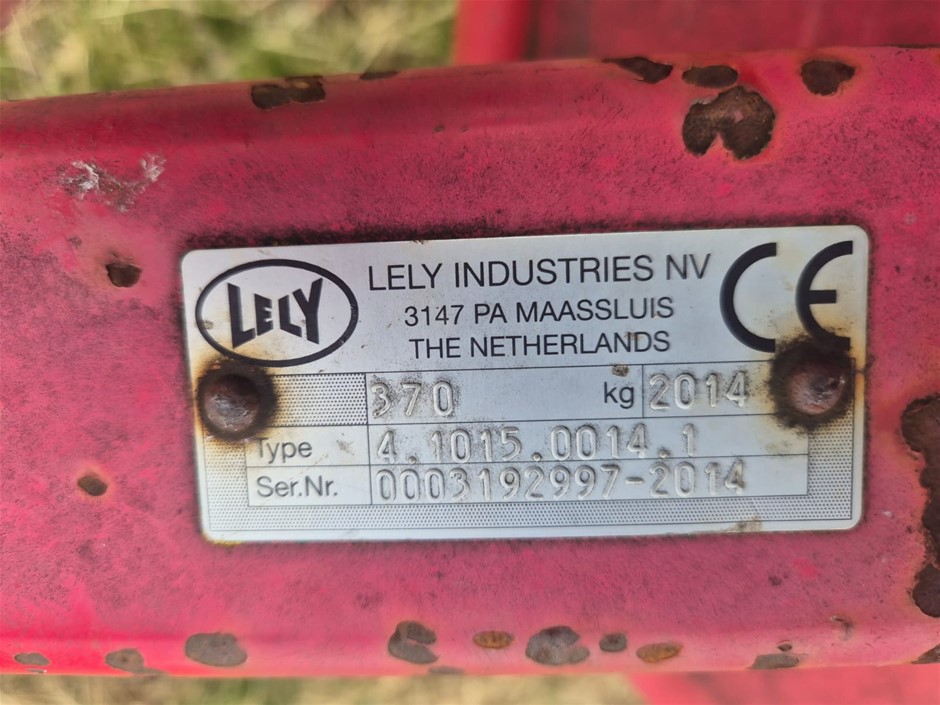 LELY
LELY INDUSTRIES NV
3147 PA MAASSLUIS
THE NETHERLANDS
CE
370 kg 2014
Type 4.1015.0014.1
Ser.Nr. 0003192997-2014